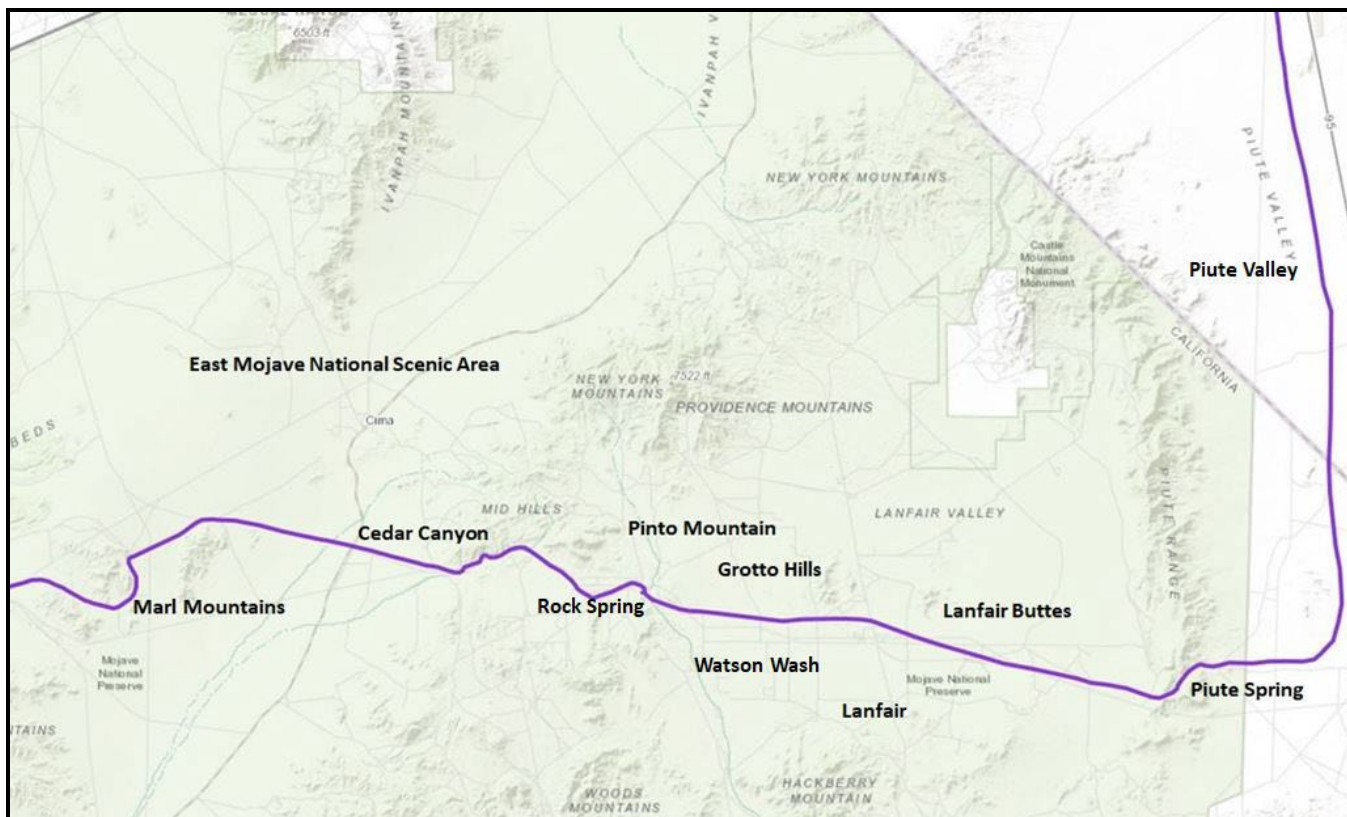 MESCAL RANGE
6503 ft
IVANPAH MOUNTAINS
IVANPAH V
95
PIUTE VALLEY
NEW YORK MOUNTAINS
Castle
Mountains
National
Monument
Piute Valley
CALIFORNIA
East Mojave National Scenic Area
NEW YORK
MOUNTAINS
7522 ft
PROVIDENCE MOUNTAINS
Cima
BEDS
MID HILLS
LANFAIR VALLEY
PIUTE RANGE
Cedar Canyon
Pinto Mountain
Grotto Hills
Marl Mountains
Rock Spring
Lanfair Buttes
Mojave
National
Preserve
Watson Wash
Mojave National
Preserve
Piute Spring
Lanfair
NTAINS
WOODS
MOUNTAINS
HACKBERRY
MOUNTAIN